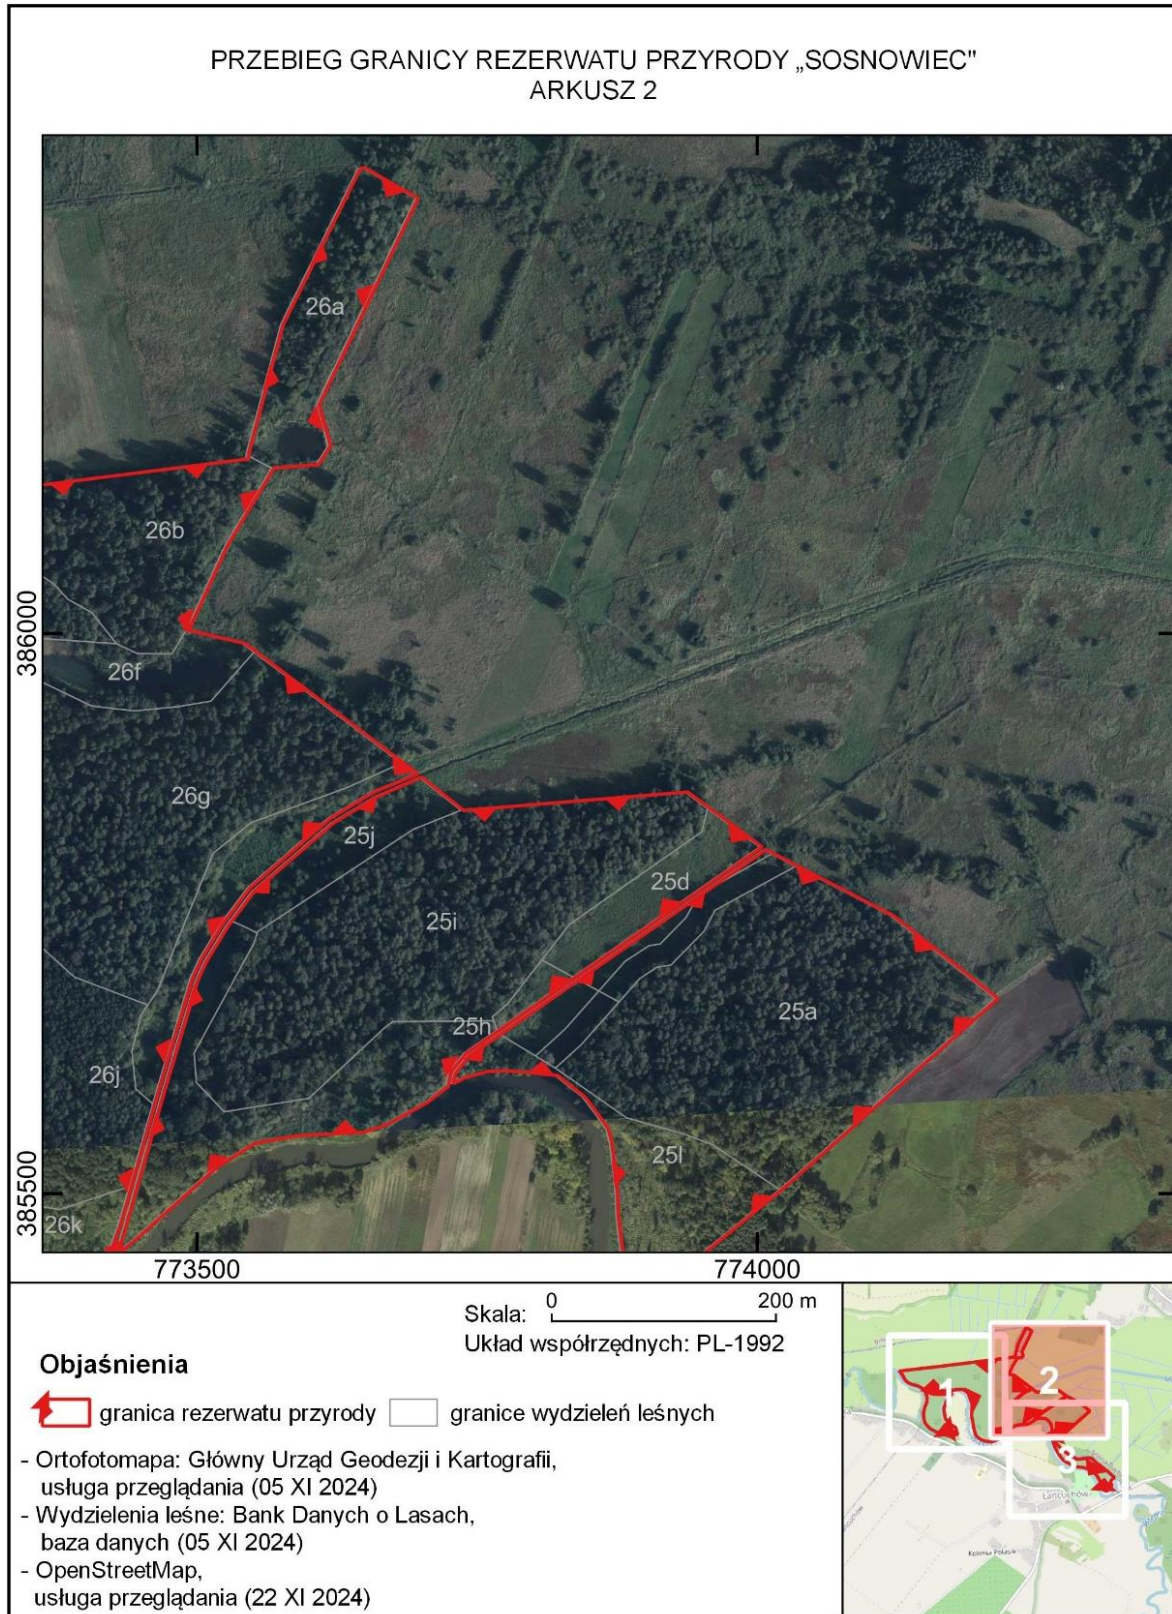 PRZEBIEG GRANICY REZERWATU PRZYRODY „SOSNOWIEC"
ARKUSZ 2
26a
26b
386000
26f
26g
25j
25d
25i
25h
25a
26j
25l
385500
26k
773500
774000
Skala: 0 200 m
Układ współrzędnych: PL-1992
Objaśnienia
granica rezerwatu przyrody
granice wydzieleń leśnych
- Ortofotomapa: Główny Urząd Geodezji i Kartografii,
usługa przeglądania (05 XI 2024)
- Wydzielenia leśne: Bank Danych o Lasach,
baza danych (05 XI 2024)
- OpenStreetMap,
usługa przeglądania (22 XI 2024)
1
2
3
Łańcuchów
Kolonia Polasik